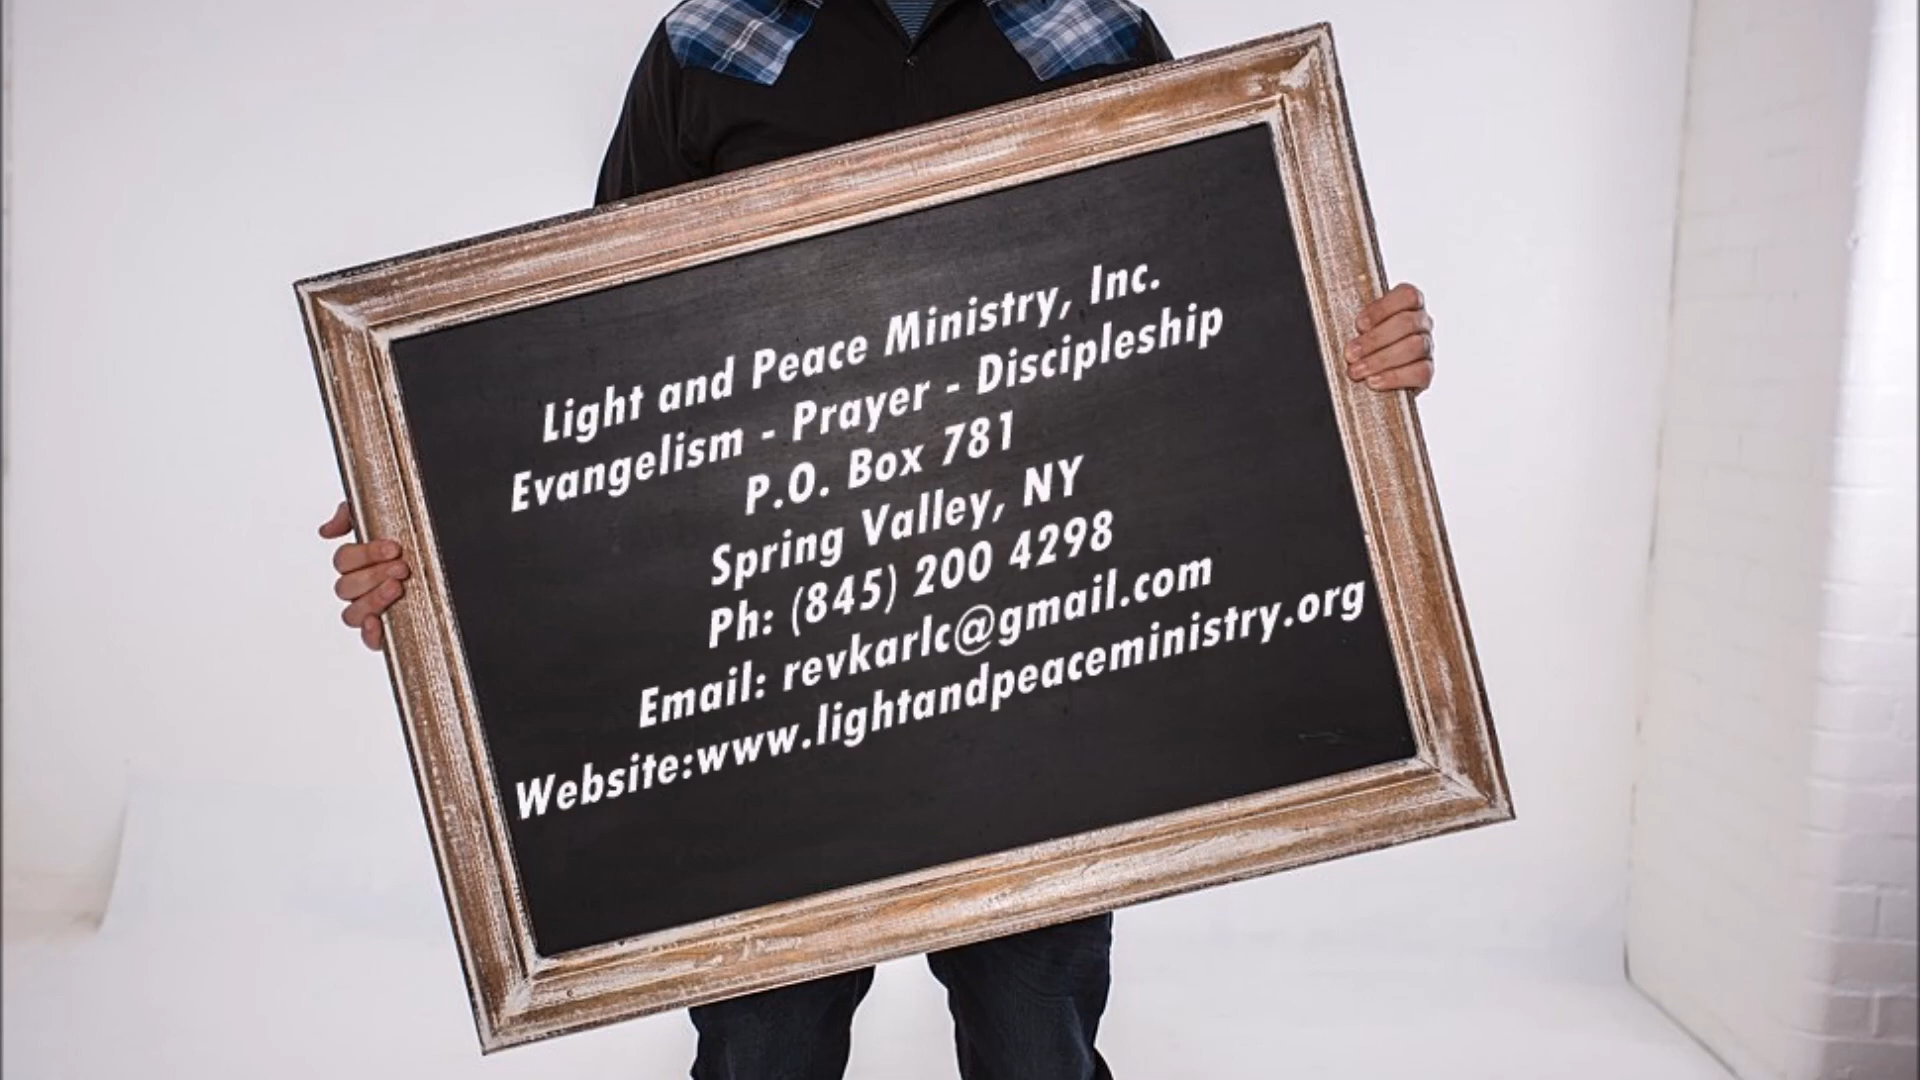 Light and Peace Ministry, Inc.
Evangelism - Prayer - Discipleship
P.O. Box 781
Spring Valley, NY
Ph: (845) 200 4298
Email: revkarlc@gmail.com
Website:www.lightandpeaceministry.org